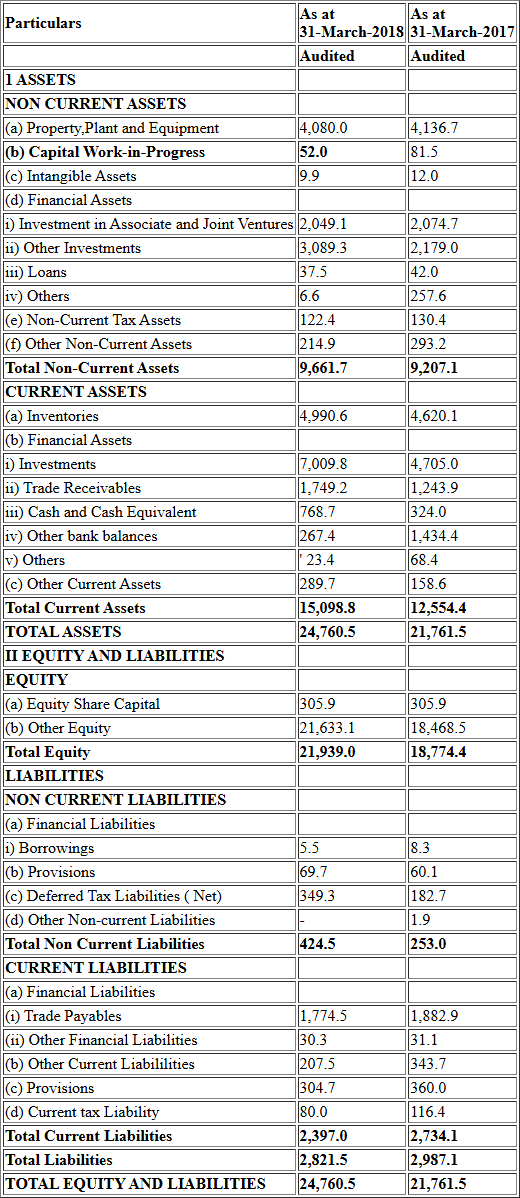 Particulars As at 31-March-2018 As at 31-March-2017
Audited Audited
I ASSETS
NON CURRENT ASSETS
(a) Property,Plant and Equipment 4,080.0 4,136.7
(b) Capital Work-in-Progress 52.0 81.5
(c) Intangible Assets 9.9 12.0
(d) Financial Assets
i) Investment in Associate and Joint Ventures 2,049.1 2,074.7
ii) Other Investments 3,089.3 2,179.0
iii) Loans 37.5 42.0
iv) Others 6.6 257.6
(e) Non-Current Tax Assets 122.4 130.4
(f) Other Non-Current Assets 214.9 293.2
Total Non-Current Assets 9,661.7 9,207.1
CURRENT ASSETS
(a) Inventories 4,990.6 4,620.1
(b) Financial Assets
i) Investments 7,009.8 4,705.0
ii) Trade Receivables 1,749.2 1,243.9
iii) Cash and Cash Equivalent 768.7 324.0
iv) Other bank balances 267.4 1,434.4
v) Others ' 23.4 68.4
(c) Other Current Assets 289.7 158.6
Total Current Assets 15,098.8 12,554.4
TOTAL ASSETS 24,760.5 21,761.5
II EQUITY AND LIABILITIES
EQUITY
(a) Equity Share Capital 305.9 305.9
(b) Other Equity 21,633.1 18,468.5
Total Equity 21,939.0 18,774.4
LIABILITIES
NON CURRENT LIABILITIES
(a) Financial Liabilities
i) Borrowings 5.5 8.3
(b) Provisions 69.7 60.1
(c) Deferred Tax Liabilities ( Net) 349.3 182.7
(d) Other Non-current Liabilities - 1.9
Total Non Current Liabilities 424.5 253.0
CURRENT LIABILITIES
(a) Financial Liabilities
(i) Trade Payables 1,774.5 1,882.9
(ii) Other Financial Liabilities 30.3 31.1
(b) Other Current Liabililities 207.5 343.7
(c) Provisions 304.7 360.0
(d) Current tax Liability 80.0 116.4
Total Current Liabilities 2,397.0 2,734.1
Total Liabilities 2,821.5 2,987.1
TOTAL EQUITY AND LIABILITIES 24,760.5 21,761.5